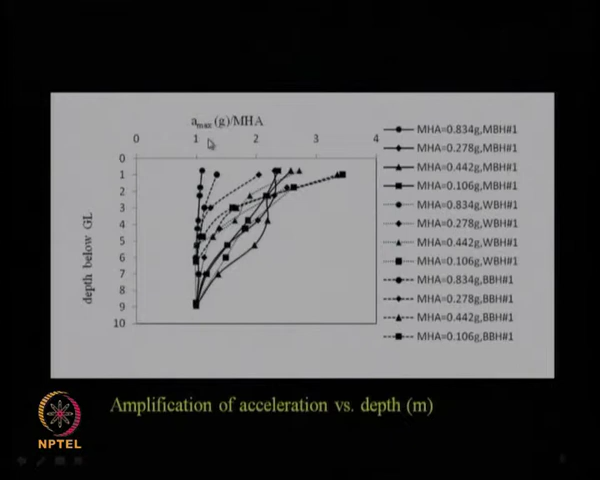 a_max (g)/MHA
0 1 2 3 4
0
1
2
3
4
5
6
7
8
9
10
depth below GL
MHA=0.834g,MBH#1
MHA=0.278g,MBH#1
MHA=0.442g,MBH#1
MHA=0.106g,MBH#1
MHA=0.834g,WBH#1
MHA=0.278g,WBH#1
MHA=0.442g,WBH#1
MHA=0.106g,WBH#1
MHA=0.834g,BBH#1
MHA=0.278g,BBH#1
MHA=0.442g,BBH#1
MHA=0.106g,BBH#1
Amplification of acceleration vs. depth (m)
NPTEL